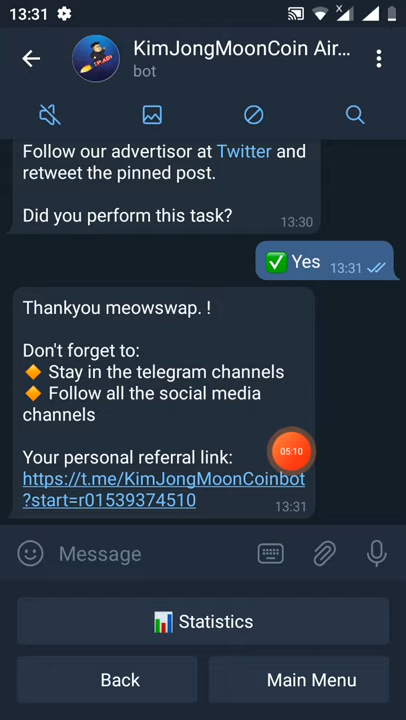 13:31
KimJongMoonCoin Air...
bot
Follow our advertisor at Twitter and
retweet the pinned post.
Did you perform this task?
13:30
✅ Yes
13:31
Thankyou meowswap. !
Don't forget to:
🔸 Stay in the telegram channels
🔸 Follow all the social media
channels
Your personal referral link:
05:10
https://t.me/KimJongMoonCoinbot
?start=r01539374510
13:31
Message
📊 Statistics
Back
Main Menu